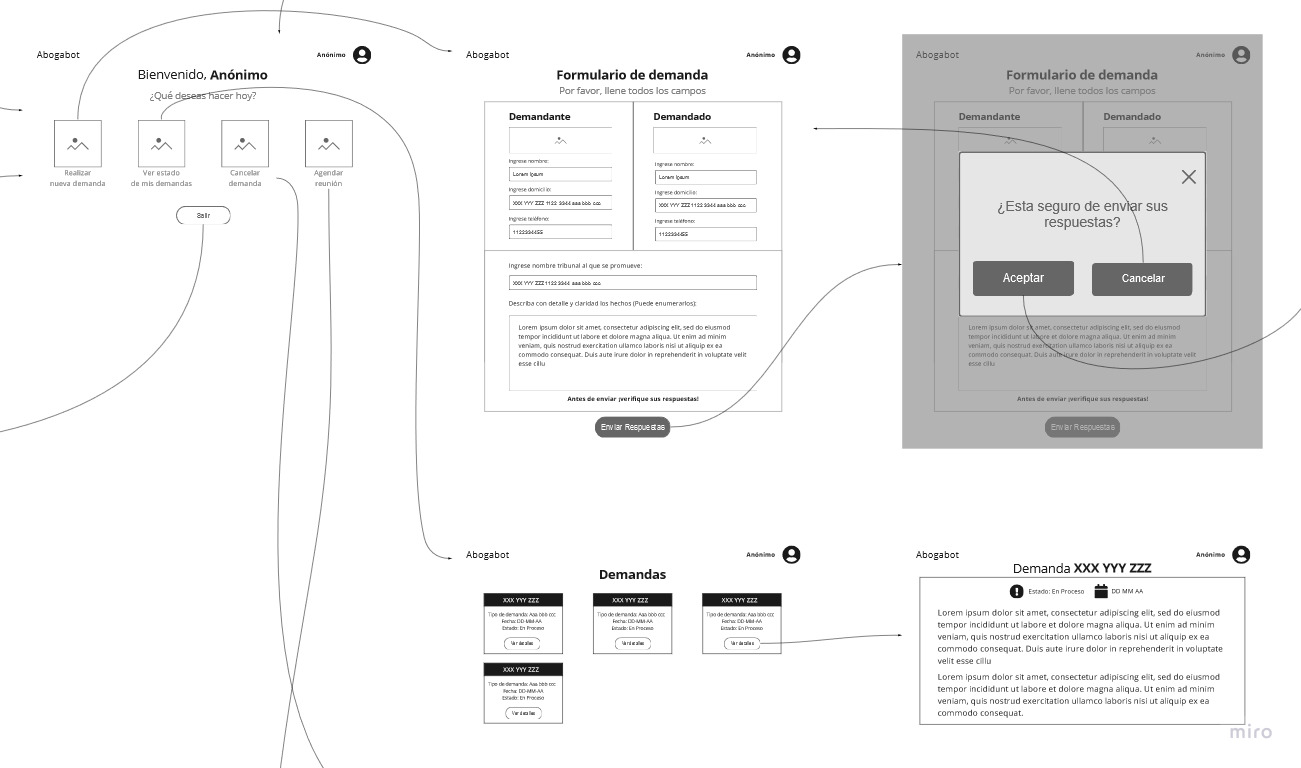 Abogabot
Anónimo
Bienvenido, Anónimo
¿Qué deseas hacer hoy?
Realizar
nueva demanda
Ver estado
de mis demandas
Cancelar
demanda
Agendar
reunión
Salir
Abogabot
Anónimo
Formulario de demanda
Por favor, llene todos los campos
Demandante
Ingrese nombre:
Lorem Ipsum
Ingrese domicilio:
XXX YYY ZZZ 1122 3344 aaa bbb ccc
Ingrese teléfono:
1122334455
Demandado
Ingrese nombre:
Lorem Ipsum
Ingrese domicilio:
XXX YYY ZZZ 1122 3344 aaa bbb ccc
Ingrese teléfono:
1122334455
Ingrese nombre tribunal al que se promueve:
XXX YYY ZZZ 1122 3344 aaa bbb ccc
Describa con detalle y claridad los hechos (Puede enumerarlos):
Lorem ipsum dolor sit amet, consectetur adipiscing elit, sed do eiusmod
tempor incididunt ut labore et dolore magna aliqua. Ut enim ad minim
veniam, quis nostrud exercitation ullamco laboris nisi ut aliquip ex ea
commodo consequat. Duis aute irure dolor in reprehenderit in voluptate velit
esse cillu
Antes de enviar ¡verifique sus respuestas!
Enviar Respuestas
Abogabot
Anónimo
Formulario de demanda
Por favor, llene todos los campos
Demandante
Demandado
¿Esta seguro de enviar sus
respuestas?
Aceptar
Cancelar
Lorem ipsum dolor sit amet, consectetur adipiscing elit, sed do eiusmod
tempor incididunt ut labore et dolore magna aliqua. Ut enim ad minim
veniam, quis nostrud exercitation ullamco laboris nisi ut aliquip ex ea
commodo consequat. Duis aute irure dolor in reprehenderit in voluptate velit
esse cillu
Antes de enviar ¡verifique sus respuestas!
Enviar Respuestas
Abogabot
Anónimo
Demandas
XXX YYY ZZZ
Tipo de demanda: Aaa bbb ccc
Fecha: DD-MM-AA
Estado: En Proceso
Ver detalles
XXX YYY ZZZ
Tipo de demanda: Aaa bbb ccc
Fecha: DD-MM-AA
Estado: En Proceso
Ver detalles
XXX YYY ZZZ
Tipo de demanda: Aaa bbb ccc
Fecha: DD-MM-AA
Estado: En Proceso
Ver detalles
XXX YYY ZZZ
Tipo de demanda: Aaa bbb ccc
Fecha: DD-MM-AA
Estado: En Proceso
Ver detalles
Abogabot
Anónimo
Demanda XXX YYY ZZZ
Estado: En Proceso
DD MM AA
Lorem ipsum dolor sit amet, consectetur adipiscing elit, sed do eiusmod
tempor incididunt ut labore et dolore magna aliqua. Ut enim ad minim
veniam, quis nostrud exercitation ullamco laboris nisi ut aliquip ex ea
commodo consequat. Duis aute irure dolor in reprehenderit in voluptate
velit esse cillu
Lorem ipsum dolor sit amet, consectetur adipiscing elit, sed do eiusmod
tempor incididunt ut labore et dolore magna aliqua. Ut enim ad minim
veniam, quis nostrud exercitation ullamco laboris nisi ut aliquip ex ea
commodo consequat.
miro